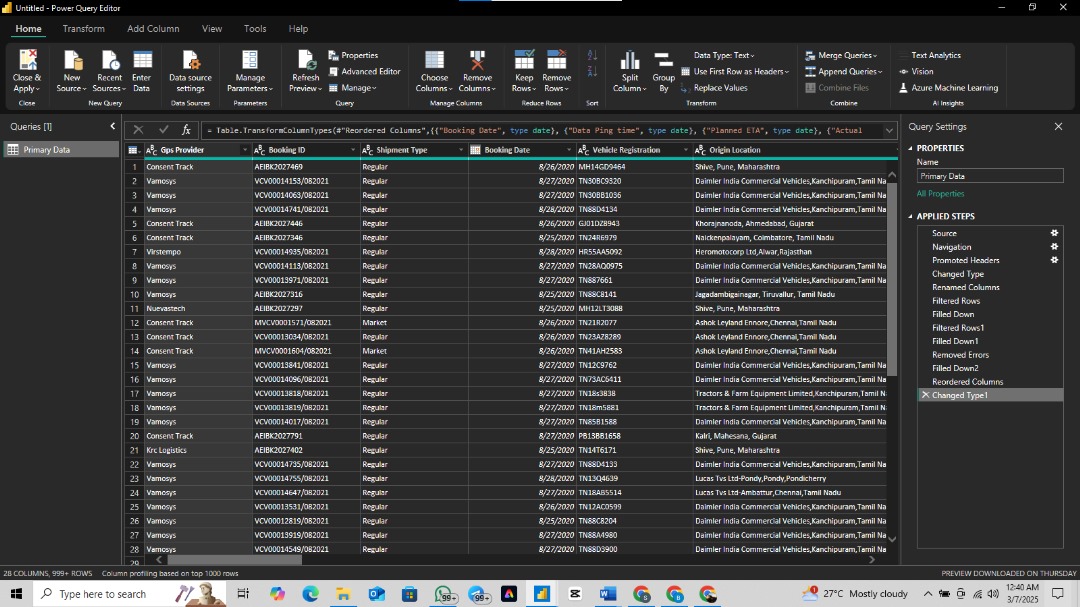 Untitled - Power Query Editor
Home Transform Add Column View Tools Help
Close & Apply New Source Recent Sources Enter Data Data source settings Manage Parameters Refresh Preview Properties Advanced Editor Manage Choose Columns Remove Columns Keep Rows Remove Rows Split Column Group By Data Type: Text Use First Row as Headers Replace Values Merge Queries Append Queries Combine Files Text Analytics Vision Azure Machine Learning
Close New Query Data Sources Parameters Query Manage Columns Reduce Rows Sort Transform Combine AI Insights
Queries [1]
Primary Data
= Table.TransformColumnTypes(#"Reordered Columns",{{"Booking Date", type date}, {"Data Ping time", type date}, {"Planned ETA", type date}, {"Actual
Gps Provider Booking ID Shipment Type Booking Date Vehicle Registration Origin Location
1 Consent Track AEIBK2027469 Regular 8/26/2020 MH14GD9464 Shive, Pune, Maharashtra
2 Vamosys VCV00014153/082021 Regular 8/27/2020 TN30BC9320 Daimler India Commercial Vehicles,Kanchipuram,Tamil Na
3 Vamosys VCV00014063/082021 Regular 8/27/2020 TN30BB1036 Daimler India Commercial Vehicles,Kanchipuram,Tamil Na
4 Vamosys VCV00014741/082021 Regular 8/28/2020 TN88D4134 Daimler India Commercial Vehicles,Kanchipuram,Tamil Na
5 Consent Track AEIBK2027446 Regular 8/26/2020 GJ01DZ8943 Khorajnanoda, Ahmedabad, Gujarat
6 Consent Track AEIBK2027346 Regular 8/25/2020 TN24R6979 Naickenpalayam, Coimbatore, Tamil Nadu
7 Virstempo VCV00014935/082021 Regular 8/28/2020 HR55AA5092 Heromotocorp Ltd,Alwar,Rajasthan
8 Vamosys VCV00014113/082021 Regular 8/27/2020 TN28AQ0975 Daimler India Commercial Vehicles,Kanchipuram,Tamil Na
9 Vamosys VCV00013971/082021 Regular 8/27/2020 TN887661 Daimler India Commercial Vehicles,Kanchipuram,Tamil Na
10 Vamosys AEIBK2027316 Regular 8/25/2020 TN88C8141 Jagadambigainagar, Tiruvallur, Tamil Nadu
11 Nuevastech AEIBK2027297 Regular 8/25/2020 MH12LT3088 Shive, Pune, Maharashtra
12 Consent Track MVCV0001571/082021 Market 8/26/2020 TN21R2077 Ashok Leyland Ennore,Chennai,Tamil Nadu
13 Consent Track VCV00013034/082021 Regular 8/26/2020 TN23AZ8289 Ashok Leyland Ennore,Chennai,Tamil Nadu
14 Consent Track MVCV0001604/082021 Market 8/26/2020 TN41AH2583 Ashok Leyland Ennore,Chennai,Tamil Nadu
15 Vamosys VCV00013841/082021 Regular 8/27/2020 TN12C9762 Daimler India Commercial Vehicles,Kanchipuram,Tamil Na
16 Vamosys VCV00014096/082021 Regular 8/27/2020 TN73AC6411 Daimler India Commercial Vehicles,Kanchipuram,Tamil Na
17 Vamosys VCV00013818/082021 Regular 8/27/2020 TN18s3838 Tractors & Farm Equipment Limited,Kanchipuram,Tamil N
18 Vamosys VCV00013819/082021 Regular 8/27/2020 TN18m5881 Tractors & Farm Equipment Limited,Kanchipuram,Tamil N
19 Vamosys VCV00014017/082021 Regular 8/27/2020 TN85B1588 Daimler India Commercial Vehicles,Kanchipuram,Tamil Na
20 Consent Track AEIBK2027791 Regular 8/27/2020 PB13BB1658 Kalri, Mahesana, Gujarat
21 Krc Logistics AEIBK2027402 Regular 8/25/2020 TN14T6171 Shive, Pune, Maharashtra
22 Vamosys VCV00014735/082021 Regular 8/27/2020 TN88D4133 Daimler India Commercial Vehicles,Kanchipuram,Tamil Na
23 Vamosys VCV00014755/082021 Regular 8/28/2020 TN13Q4639 Lucas Tvs Ltd-Pondy,Pondy,Pondicherry
24 Vamosys VCV00014647/082021 Regular 8/27/2020 TN18AB5514 Lucas Tvs Ltd-Ambattur,Chennai,Tamil Nadu
25 Vamosys VCV00013531/082021 Regular 8/26/2020 TN12AC0599 Daimler India Commercial Vehicles,Kanchipuram,Tamil Na
26 Vamosys VCV00012819/082021 Regular 8/25/2020 TN88C8204 Daimler India Commercial Vehicles,Kanchipuram,Tamil Na
27 Vamosys VCV00013919/082021 Regular 8/27/2020 TN88A4980 Daimler India Commercial Vehicles,Kanchipuram,Tamil Na
28 Vamosys VCV00014549/082021 Regular 8/27/2020 TN88D3900 Daimler India Commercial Vehicles,Kanchipuram,Tamil Na
29
Query Settings
PROPERTIES
Name
Primary Data
All Properties
APPLIED STEPS
Source
Navigation
Promoted Headers
Changed Type
Renamed Columns
Filtered Rows
Filled Down
Filtered Rows1
Filled Down1
Removed Errors
Filled Down2
Reordered Columns
Changed Type1
28 COLUMNS, 999+ ROWS Column profiling based on top 1000 rows PREVIEW DOWNLOADED ON THURSDAY
Type here to search 99+ 99+ 27°C Mostly cloudy 12:40 AM
3/7/2025